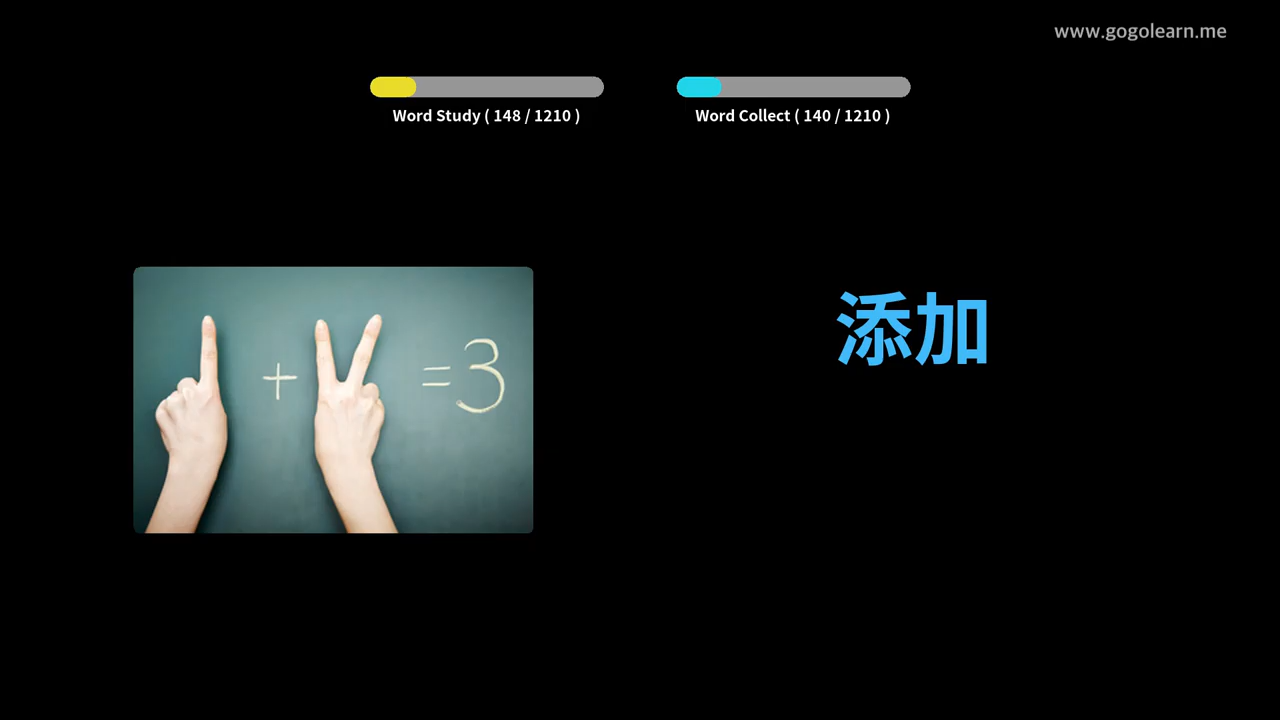 www.gogolearn.me
Word Study ( 148 / 1210 )
Word Collect ( 140 / 1210 )
+ =3
添加